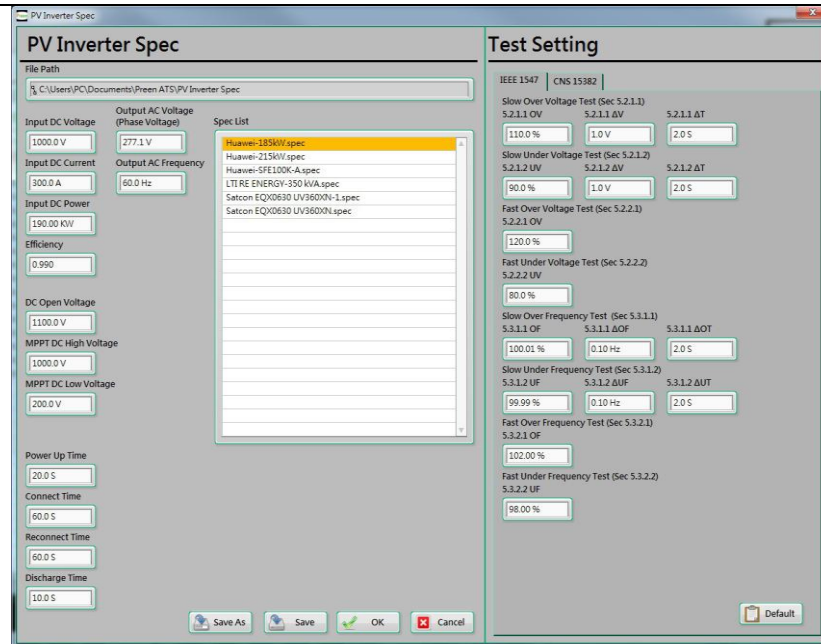 PV Inverter Spec
PV Inverter Spec
File Path
C:\Users\PC\Documents\Preen ATS\PV Inverter Spec
Input DC Voltage
1000.0 V
Output AC Voltage
(Phase Voltage)
277.1 V
Input DC Current
300.0 A
Output AC Frequency
60.0 Hz
Input DC Power
190.00 KW
Efficiency
0.990
DC Open Voltage
1100.0 V
MPPT DC High Voltage
1000.0 V
MPPT DC Low Voltage
200.0 V
Power Up Time
20.0 S
Connect Time
60.0 S
Reconnect Time
60.0 S
Discharge Time
10.0 S
Spec List
Huawei-185kW.spec
Huawei-215kW.spec
Huawei-SFE100K-A.spec
LTI RE ENERGY-350 kVA.spec
Satcon EQX0630 UV360XN-1.spec
Satcon EQX0630 UV360XN.spec
Save As
Save
OK
Cancel
Test Setting
IEEE 1547 CNS 15382
Slow Over Voltage Test (Sec 5.2.1.1)
5.2.1.1 OV 5.2.1.1 ΔV 5.2.1.1 ΔT
110.0 % 1.0 V 2.0 S
Slow Under Voltage Test (Sec 5.2.1.2)
5.2.1.2 UV 5.2.1.2 ΔV 5.2.1.2 ΔT
90.0 % 1.0 V 2.0 S
Fast Over Voltage Test (Sec 5.2.2.1)
5.2.2.1 OV
120.0 %
Fast Under Voltage Test (Sec 5.2.2.2)
5.2.2.2 UV
80.0 %
Slow Over Frequency Test (Sec 5.3.1.1)
5.3.1.1 OF 5.3.1.1 ΔOF 5.3.1.1 ΔOT
100.01 % 0.10 Hz 2.0 S
Slow Under Frequency Test (Sec 5.3.1.2)
5.3.1.2 UF 5.3.1.2 ΔUF 5.3.1.2 ΔUT
99.99 % 0.10 Hz 2.0 S
Fast Over Frequency Test (Sec 5.3.2.1)
5.3.2.1 OF
102.00 %
Fast Under Frequency Test (Sec 5.3.2.2)
5.3.2.2 UF
98.00 %
Default